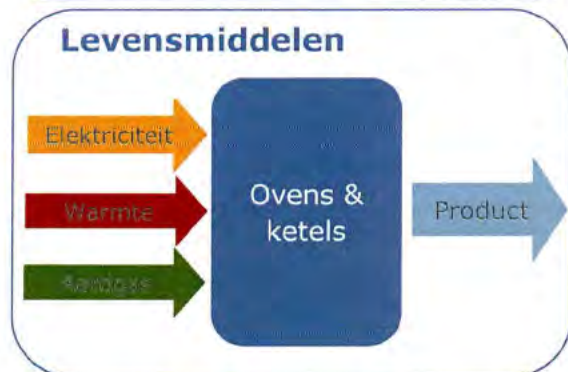 Levensmiddelen
Elektriciteit
Warmte
Aardgas
Ovens &
ketels
Product